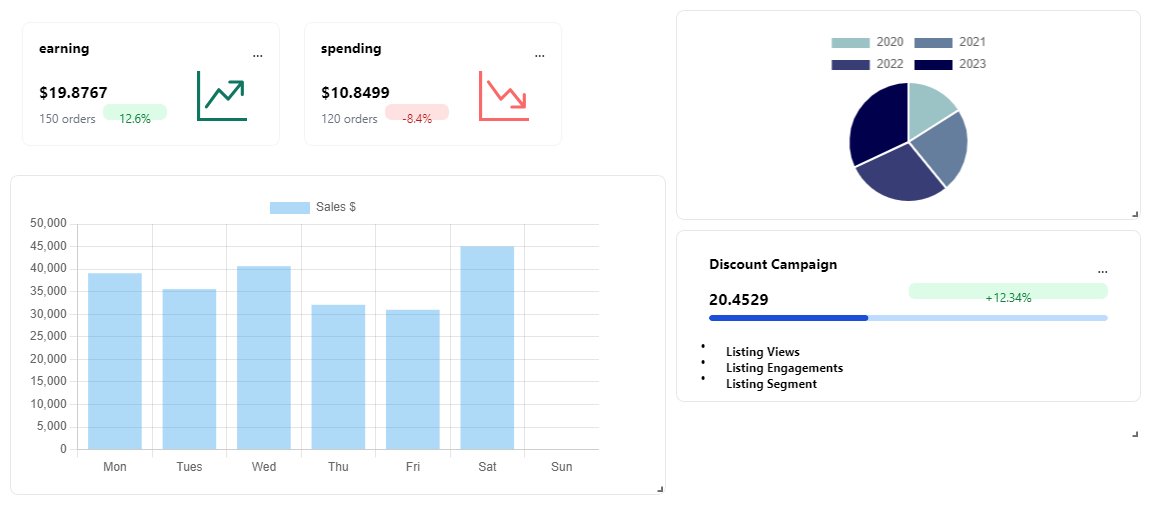 earning
...
$19.8767
150 orders
12.6%
spending
...
$10.8499
120 orders
-8.4%
2020 2021
2022 2023
Sales $
50,000
45,000
40,000
35,000
30,000
25,000
20,000
15,000
10,000
5,000
0
Mon Tues Wed Thu Fri Sat Sun
Discount Campaign
...
20.4529
+12.34%
• Listing Views
• Listing Engagements
• Listing Segment